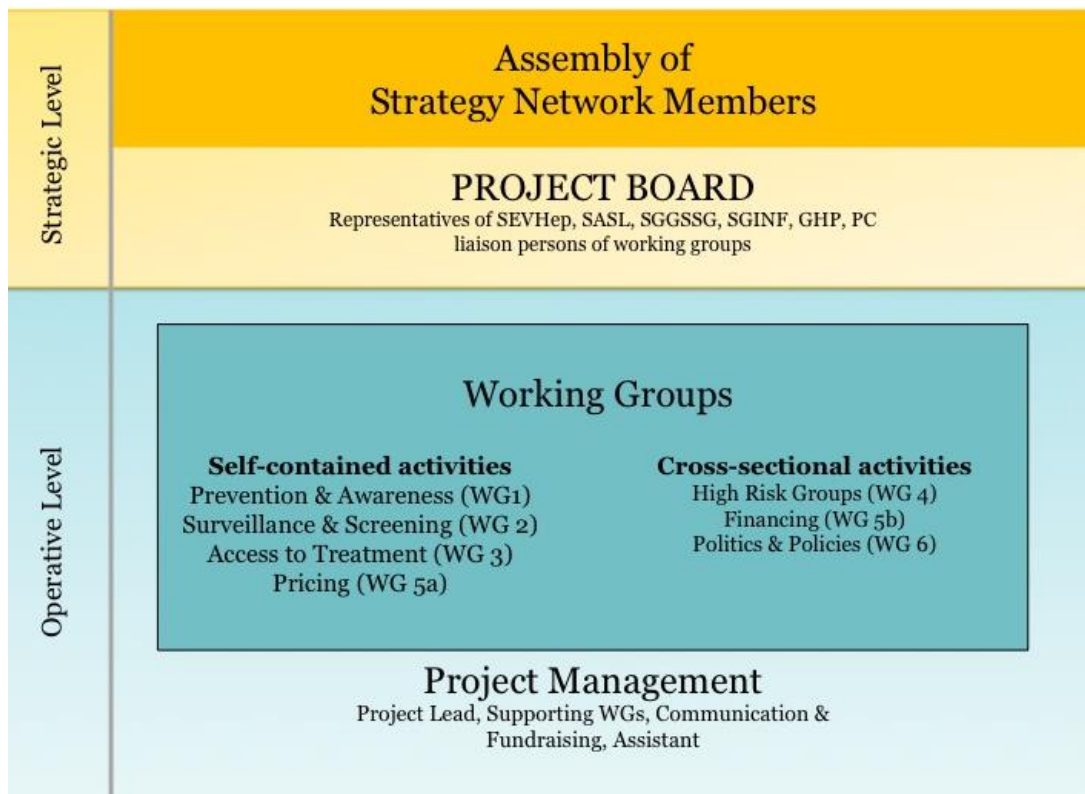 Strategic Level
Assembly of
Strategy Network Members
PROJECT BOARD
Representatives of SEVHep, SASL, SGGSSG, SGINF, GHP, PC
liaison persons of working groups
Operative Level
Working Groups
Self-contained activities
Prevention & Awareness (WG1)
Surveillance & Screening (WG 2)
Access to Treatment (WG 3)
Pricing (WG 5a)
Cross-sectional activities
High Risk Groups (WG 4)
Financing (WG 5b)
Politics & Policies (WG 6)
Project Management
Project Lead, Supporting WGs, Communication &
Fundraising, Assistant